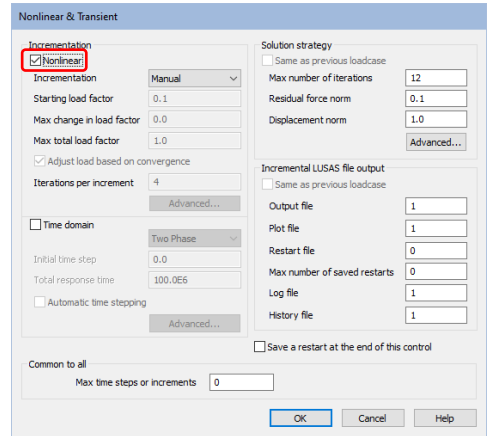 Nonlinear & Transient
Incrementation
Nonlinear
Incrementation Manual
Starting load factor 0.1
Max change in load factor 0.0
Max total load factor 1.0
Adjust load based on convergence
Iterations per increment 4
Advanced...
Time domain
Two Phase
Initial time step 0.0
Total response time 100.0E6
Automatic time stepping
Advanced...
Solution strategy
Same as previous loadcase
Max number of iterations 12
Residual force norm 0.1
Displacement norm 1.0
Advanced...
Incremental LUSAS file output
Same as previous loadcase
Output file 1
Plot file 1
Restart file 0
Max number of saved restarts 0
Log file 1
History file 1
Save a restart at the end of this control
Common to all
Max time steps or increments 0
OK Cancel Help